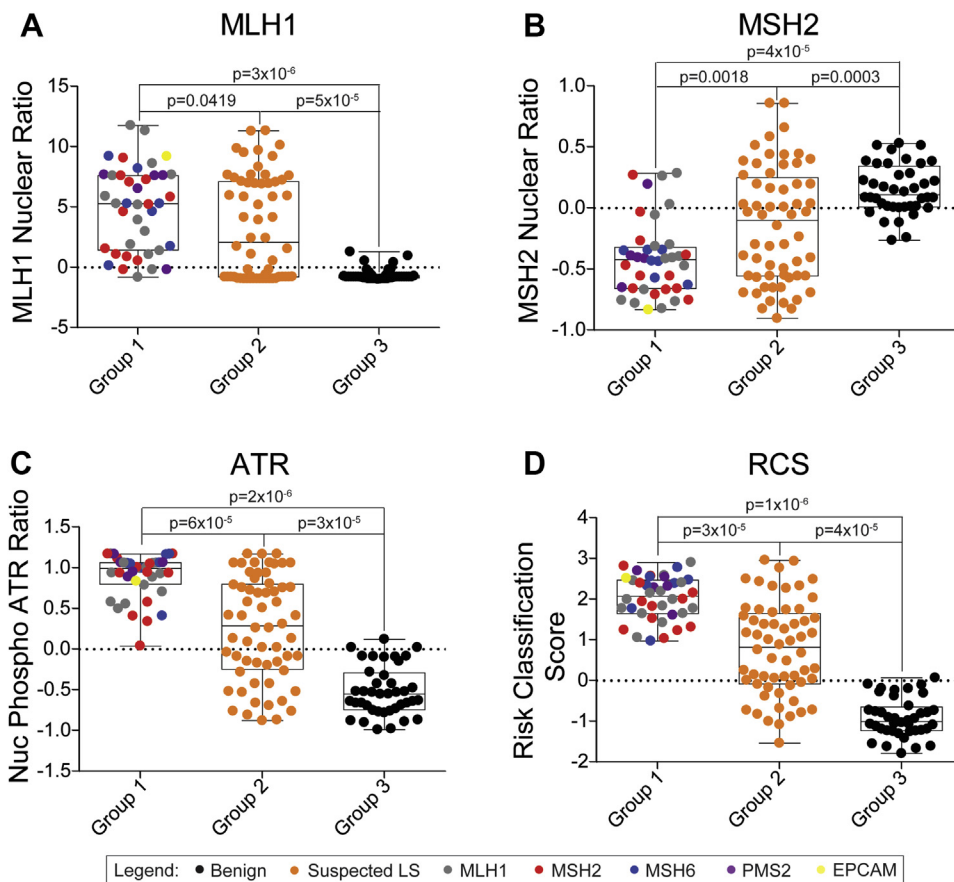 A
MLH1
MLH1 Nuclear Ratio
15
10
5
0
-5
p=3x10⁻⁶
p=0.0419
p=5x10⁻⁵
Group 1
Group 2
Group 3
B
MSH2
MSH2 Nuclear Ratio
1.0
0.5
0.0
-0.5
-1.0
p=4x10⁻⁵
p=0.0018
p=0.0003
Group 1
Group 2
Group 3
C
ATR
Nuc Phospho ATR Ratio
1.5
1.0
0.5
0.0
-0.5
-1.0
-1.5
p=2x10⁻⁶
p=6x10⁻⁵
p=3x10⁻⁵
Group 1
Group 2
Group 3
D
RCS
Risk Classification
Score
4
3
2
1
0
-1
-2
p=1x10⁻⁶
p=3x10⁻⁵
p=4x10⁻⁵
Group 1
Group 2
Group 3
Legend: Benign Suspected LS MLH1 MSH2 MSH6 PMS2 EPCAM